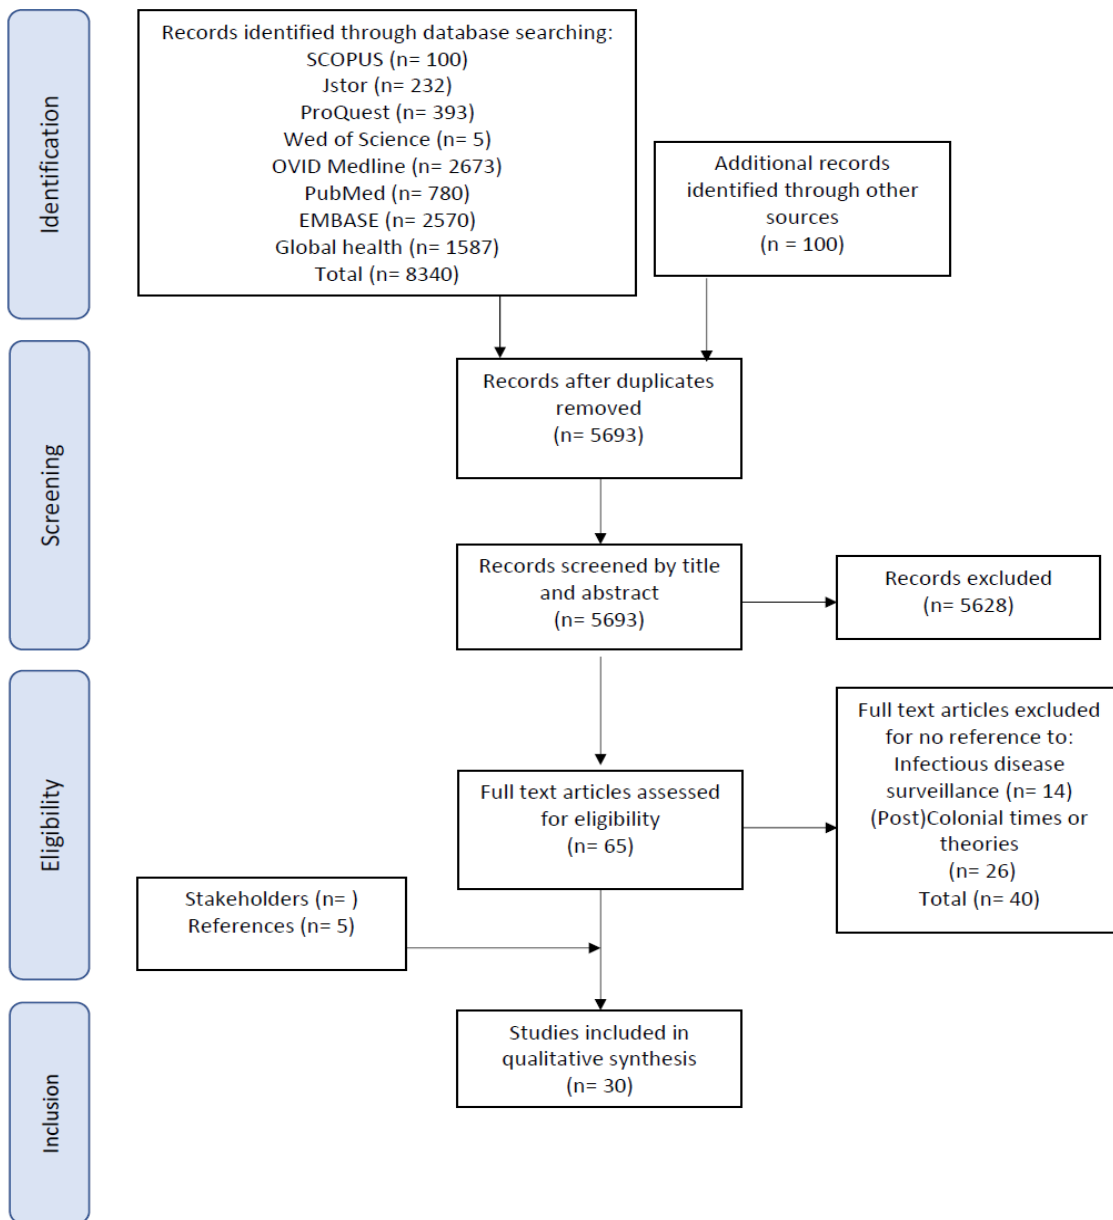 Identification
Records identified through database searching:
SCOPUS (n= 100)
Jstor (n= 232)
ProQuest (n= 393)
Wed of Science (n= 5)
OVID Medline (n= 2673)
PubMed (n= 780)
EMBASE (n= 2570)
Global health (n= 1587)
Total (n= 8340)
Additional records
identified through other
sources
(n = 100)
Screening
Records after duplicates
removed
(n= 5693)
Records screened by title
and abstract
(n= 5693)
Records excluded
(n= 5628)
Eligibility
Full text articles assessed
for eligibility
(n= 65)
Full text articles excluded
for no reference to:
Infectious disease
surveillance (n= 14)
(Post)Colonial times or
theories
(n= 26)
Total (n= 40)
Stakeholders (n= )
References (n= 5)
Inclusion
Studies included in
qualitative synthesis
(n= 30)